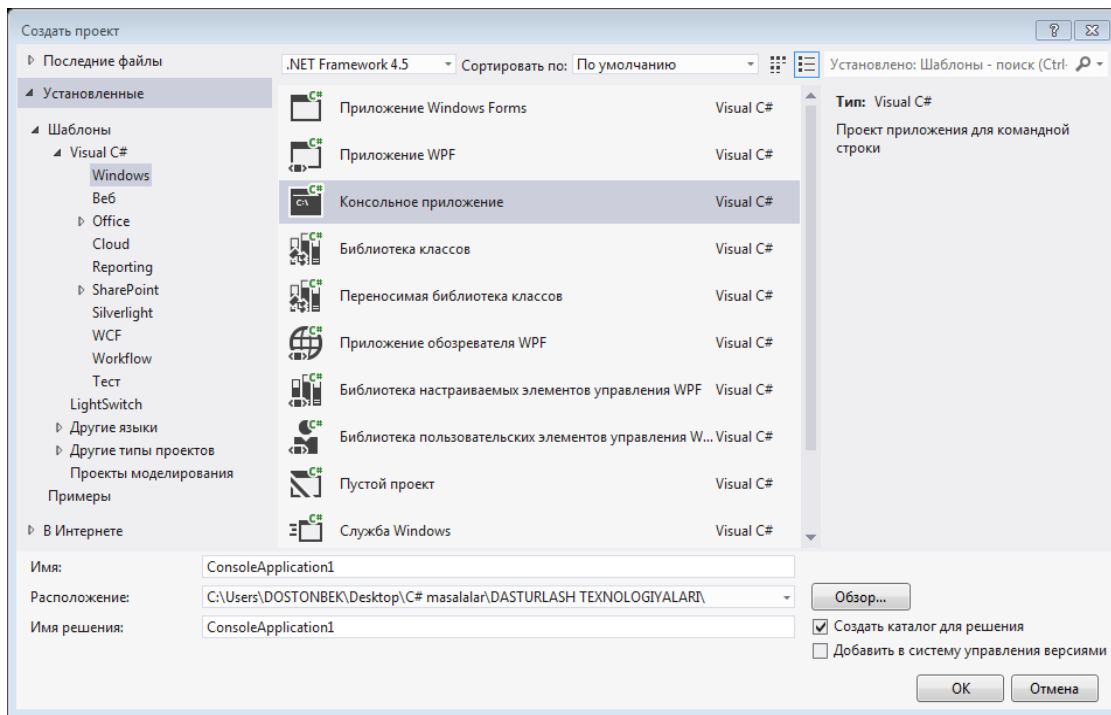 Создать проект
Последние файлы
Установленные
Шаблоны
Visual C#
Windows
Веб
Office
Cloud
Reporting
SharePoint
Silverlight
WCF
Workflow
Тест
LightSwitch
Другие языки
Другие типы проектов
Проекты моделирования
Примеры
В Интернете
.NET Framework 4.5 Сортировать по: По умолчанию
Приложение Windows Forms Visual C#
Приложение WPF Visual C#
Консольное приложение Visual C#
Библиотека классов Visual C#
Переносимая библиотека классов Visual C#
Приложение обозревателя WPF Visual C#
Библиотека настраиваемых элементов управления WPF Visual C#
Библиотека пользовательских элементов управления W... Visual C#
Пустой проект Visual C#
Служба Windows Visual C#
Установлено: Шаблоны - поиск (Ctrl-
Тип: Visual C#
Проект приложения для командной
строки
Имя: ConsoleApplication1
Расположение: C:\Users\DOSTONBEK\Desktop\C# masalalar\DASTURLASH TEXNOLOGIYALARI\ Обзор...
Имя решения: ConsoleApplication1
Создать каталог для решения
Добавить в систему управления версиями
ОК Отмена